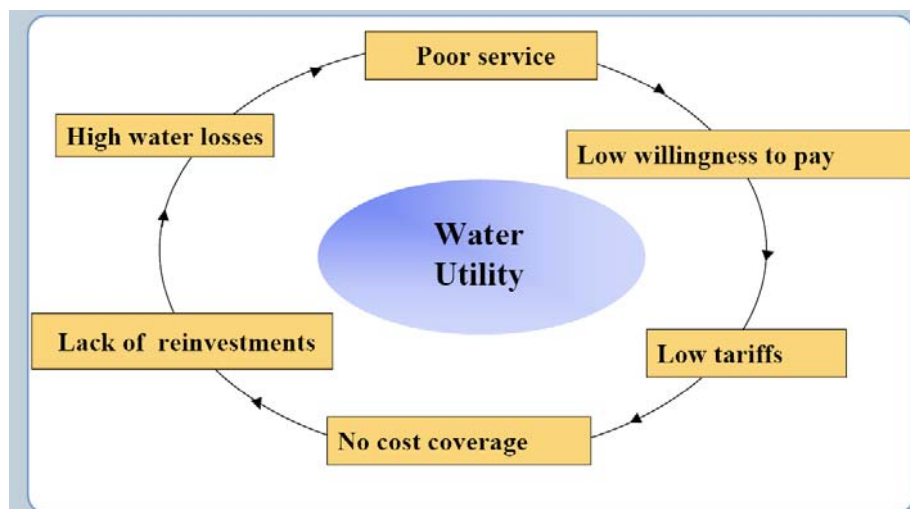 Poor service
High water losses
Low willingness to pay
Water
Utility
Lack of reinvestments
Low tariffs
No cost coverage